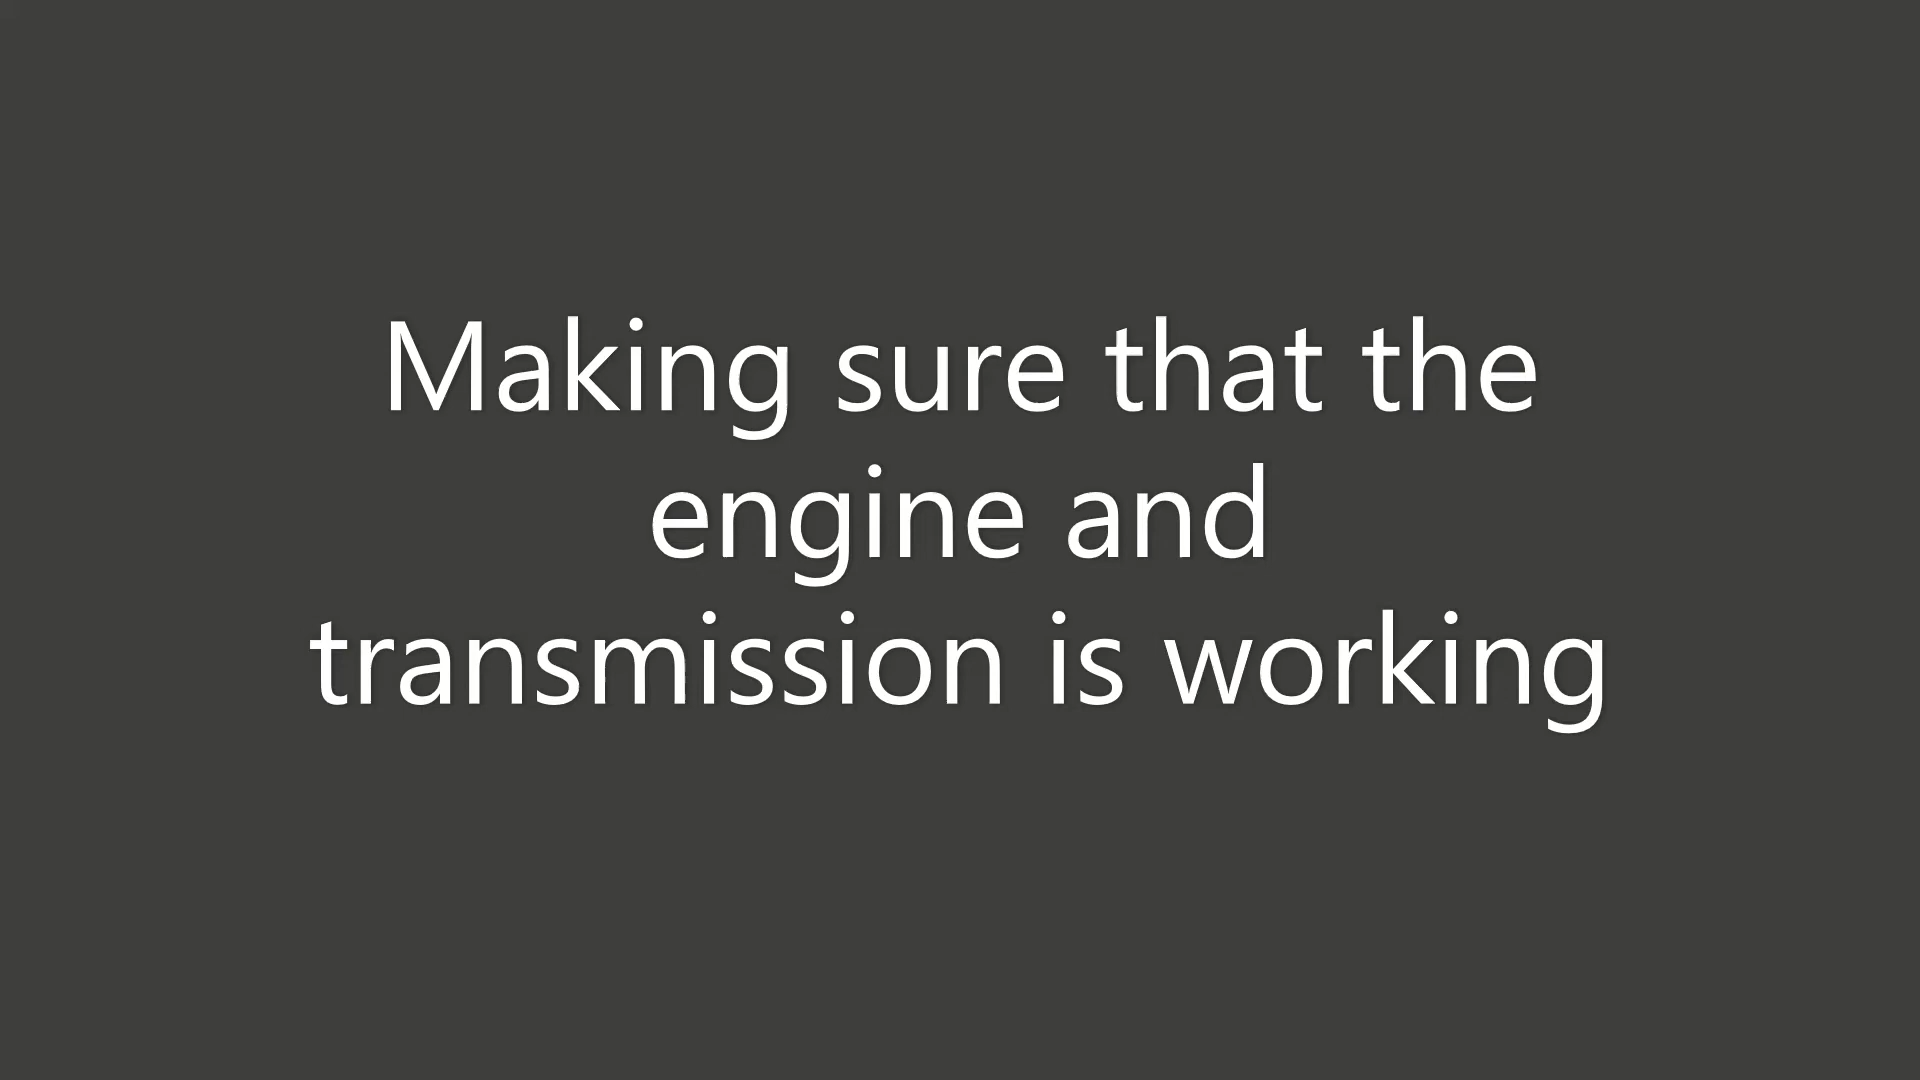 Making sure that the
engine and
transmission is working